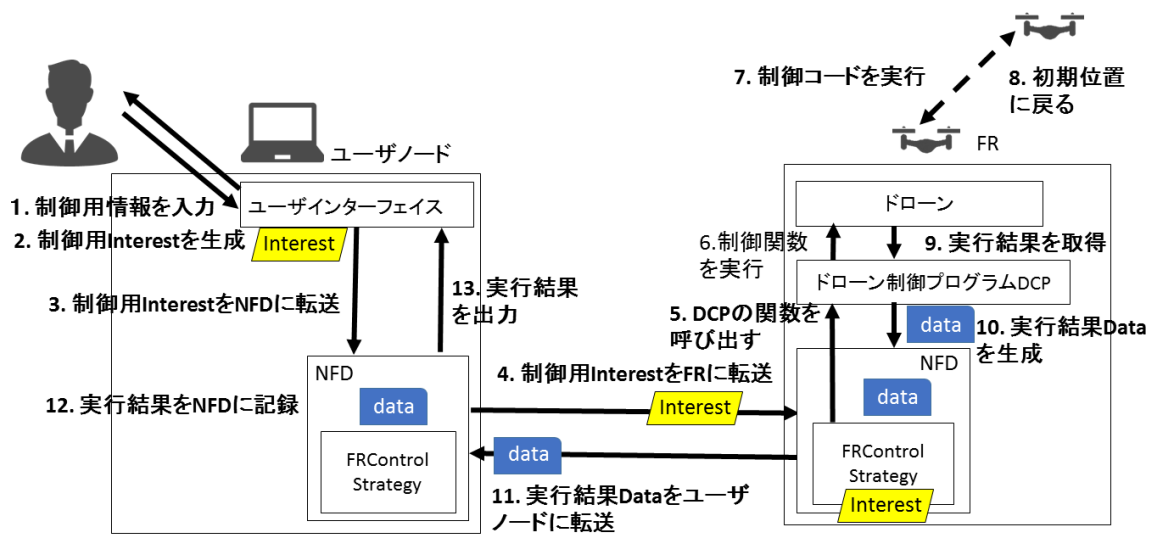 7. 制御コードを実行
8. 初期位置
に戻る
FR
ユーザノード
1. 制御用情報を入力
ユーザインターフェイス
2. 制御用Interestを生成
Interest
3. 制御用InterestをNFDに転送
13. 実行結果
を出力
ドローン
6.制御関数
を実行
9. 実行結果を取得
ドローン制御プログラムDCP
5. DCPの関数を
呼び出す
data
10. 実行結果Data
を生成
NFD
data
12. 実行結果をNFDに記録
FRControl
Strategy
4. 制御用InterestをFRに転送
Interest
data
11. 実行結果Dataをユーザ
ノードに転送
NFD
data
FRControl
Strategy
Interest